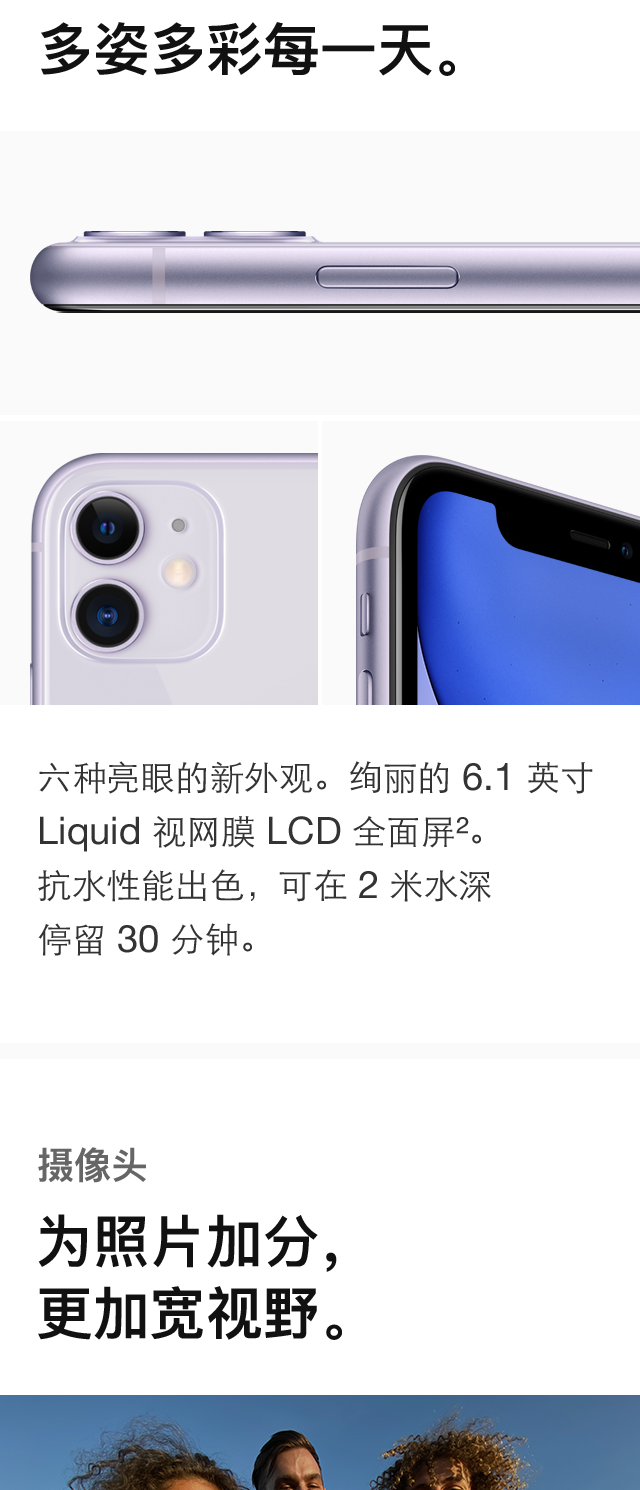 多姿多彩每一天。
六种亮眼的新外观。绚丽的 6.1 英寸
Liquid 视网膜 LCD 全面屏²。
抗水性能出色，可在 2 米水深
停留 30 分钟。
摄像头
为照片加分，
更加宽视野。